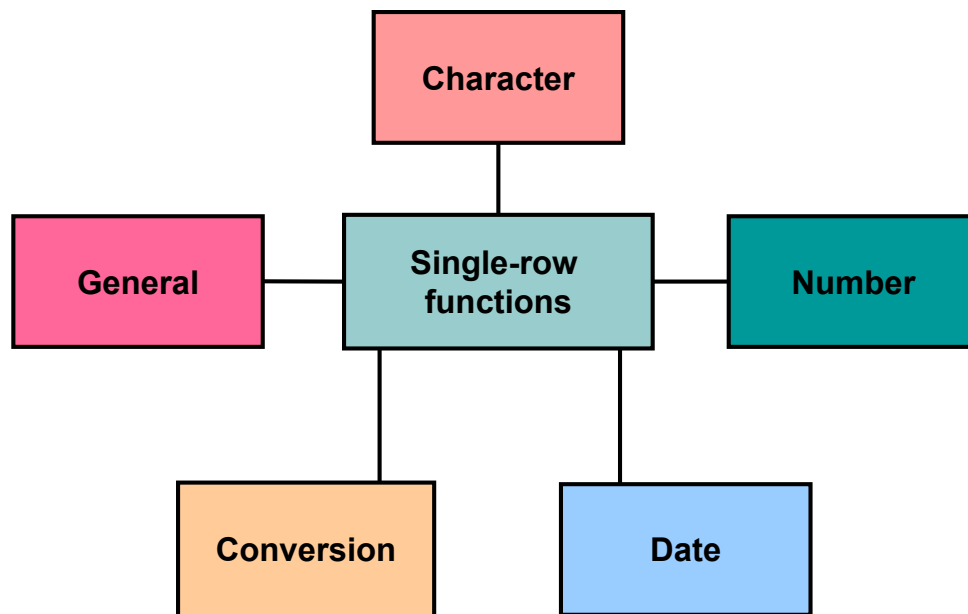 Character
General
Single-row
functions
Number
Conversion
Date